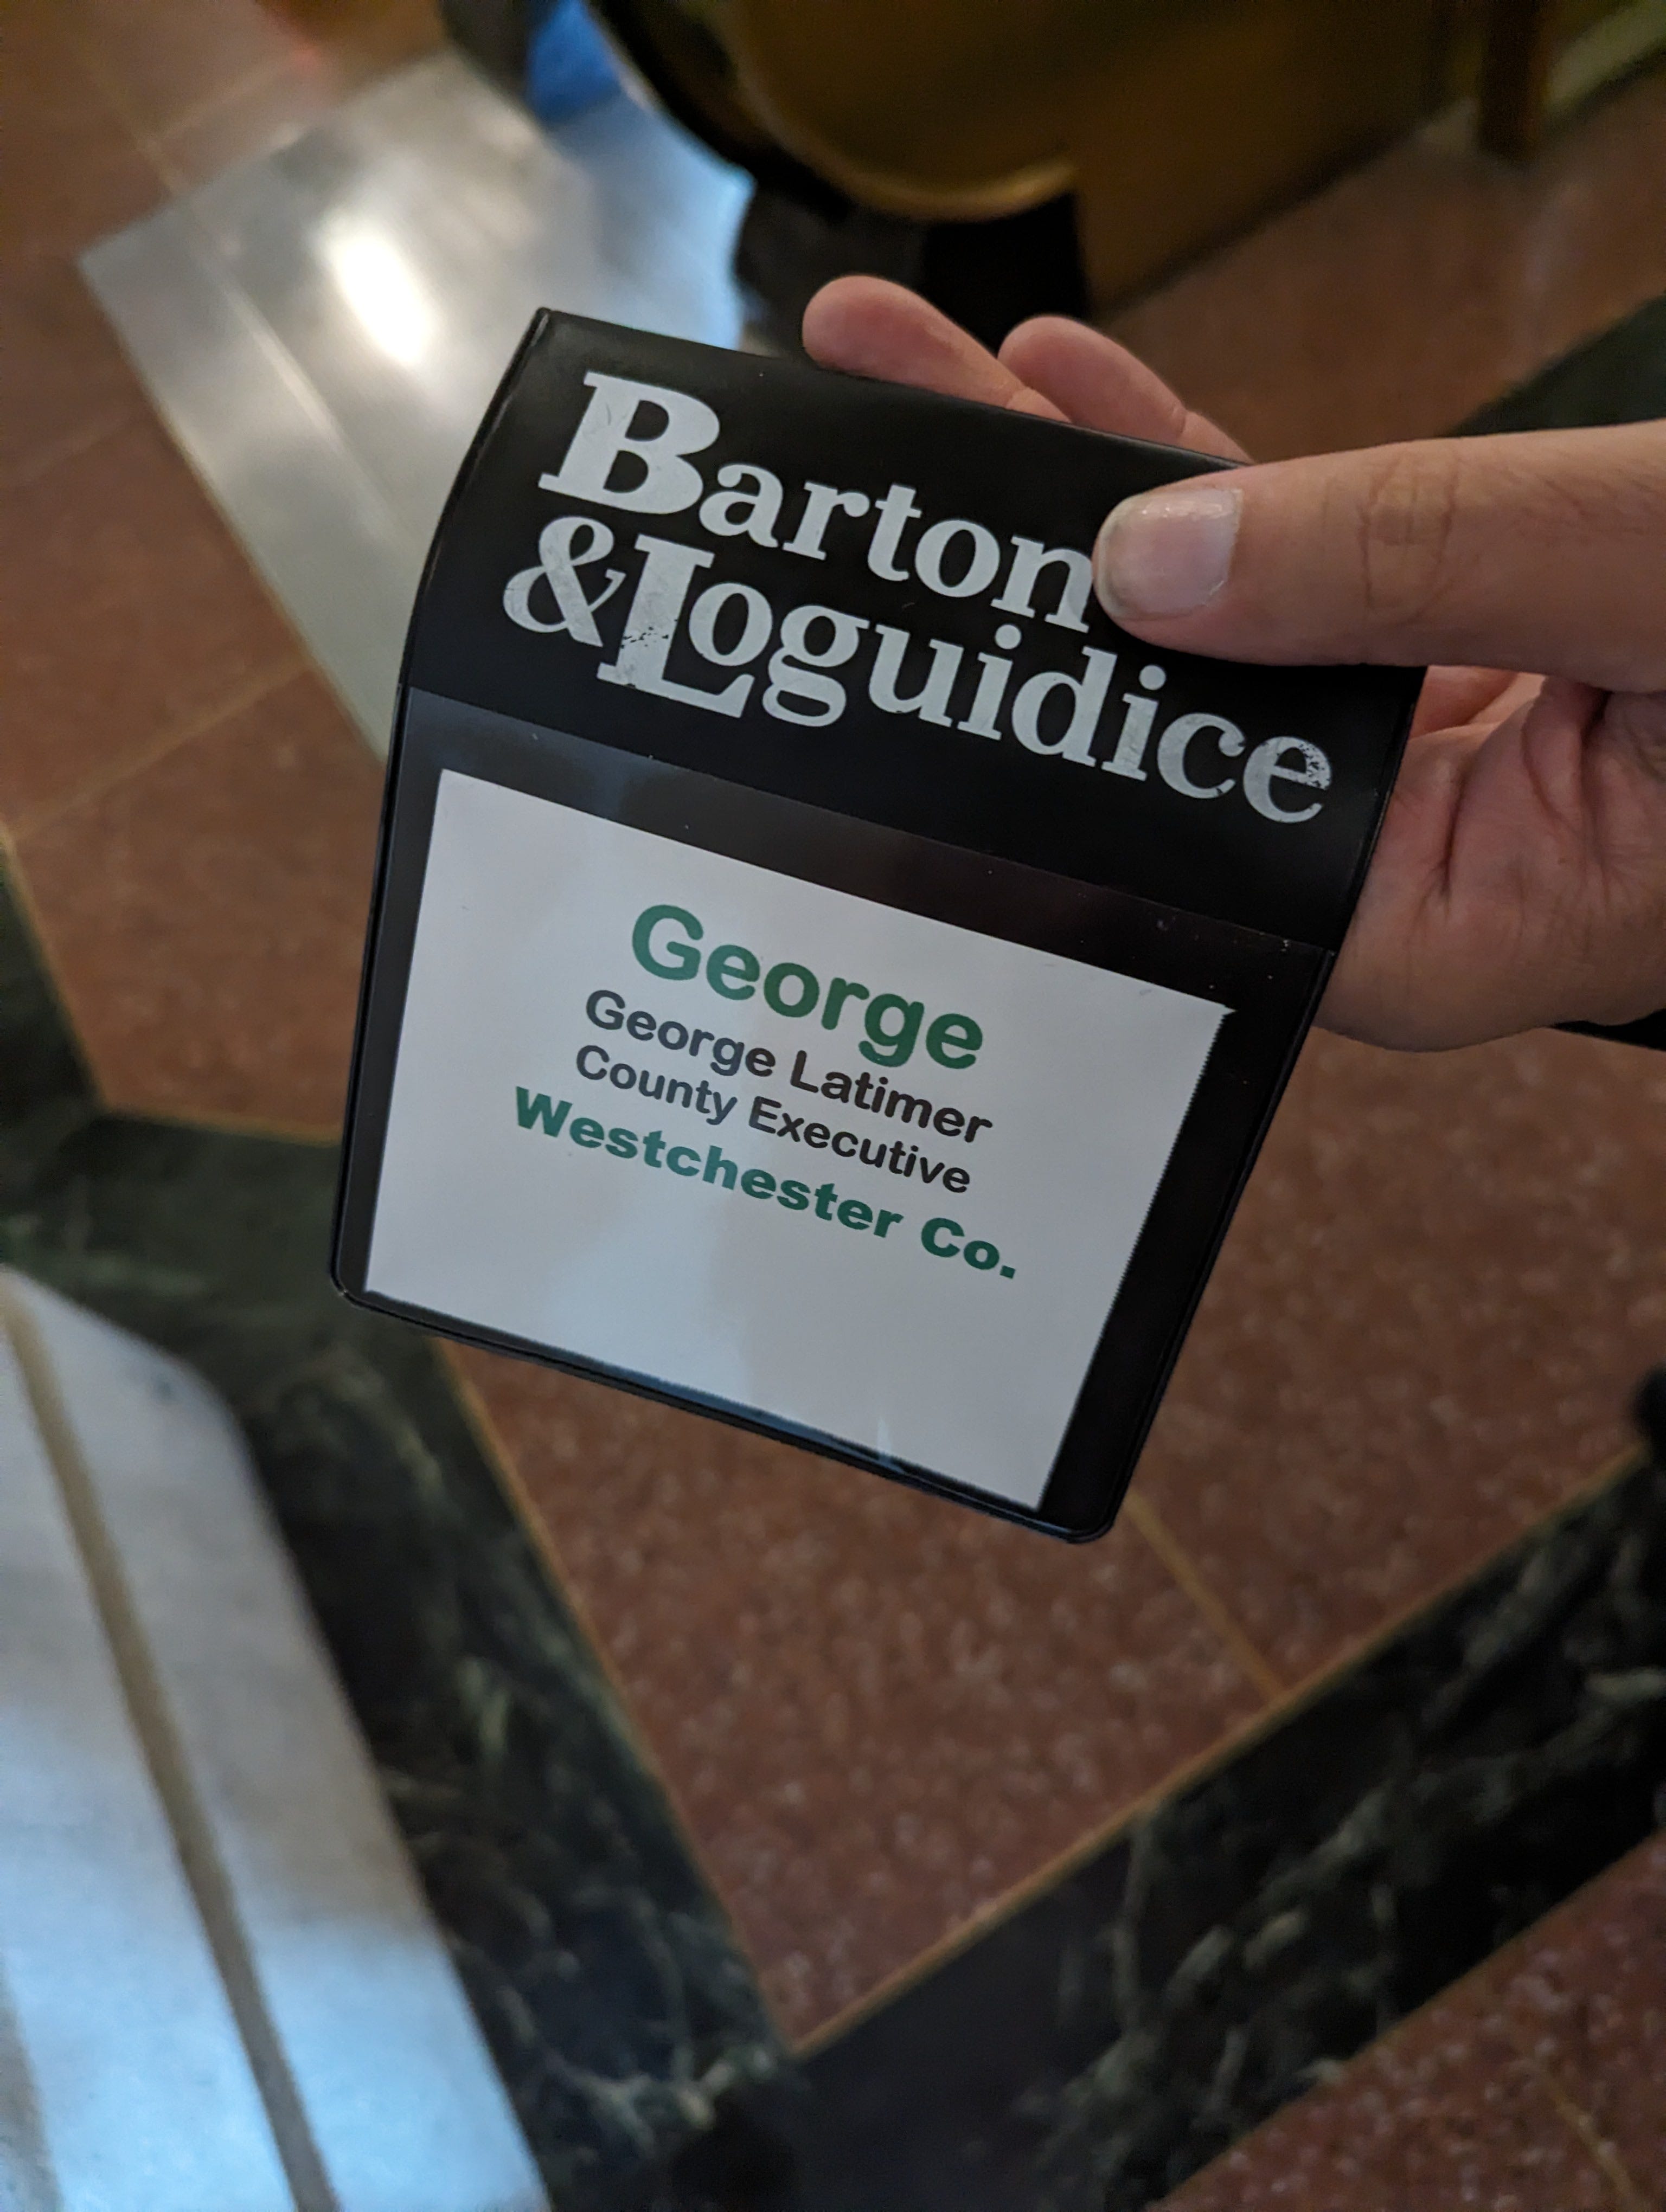 Barton
&Loguidice
George
George Latimer
County Executive
Westchester Co.